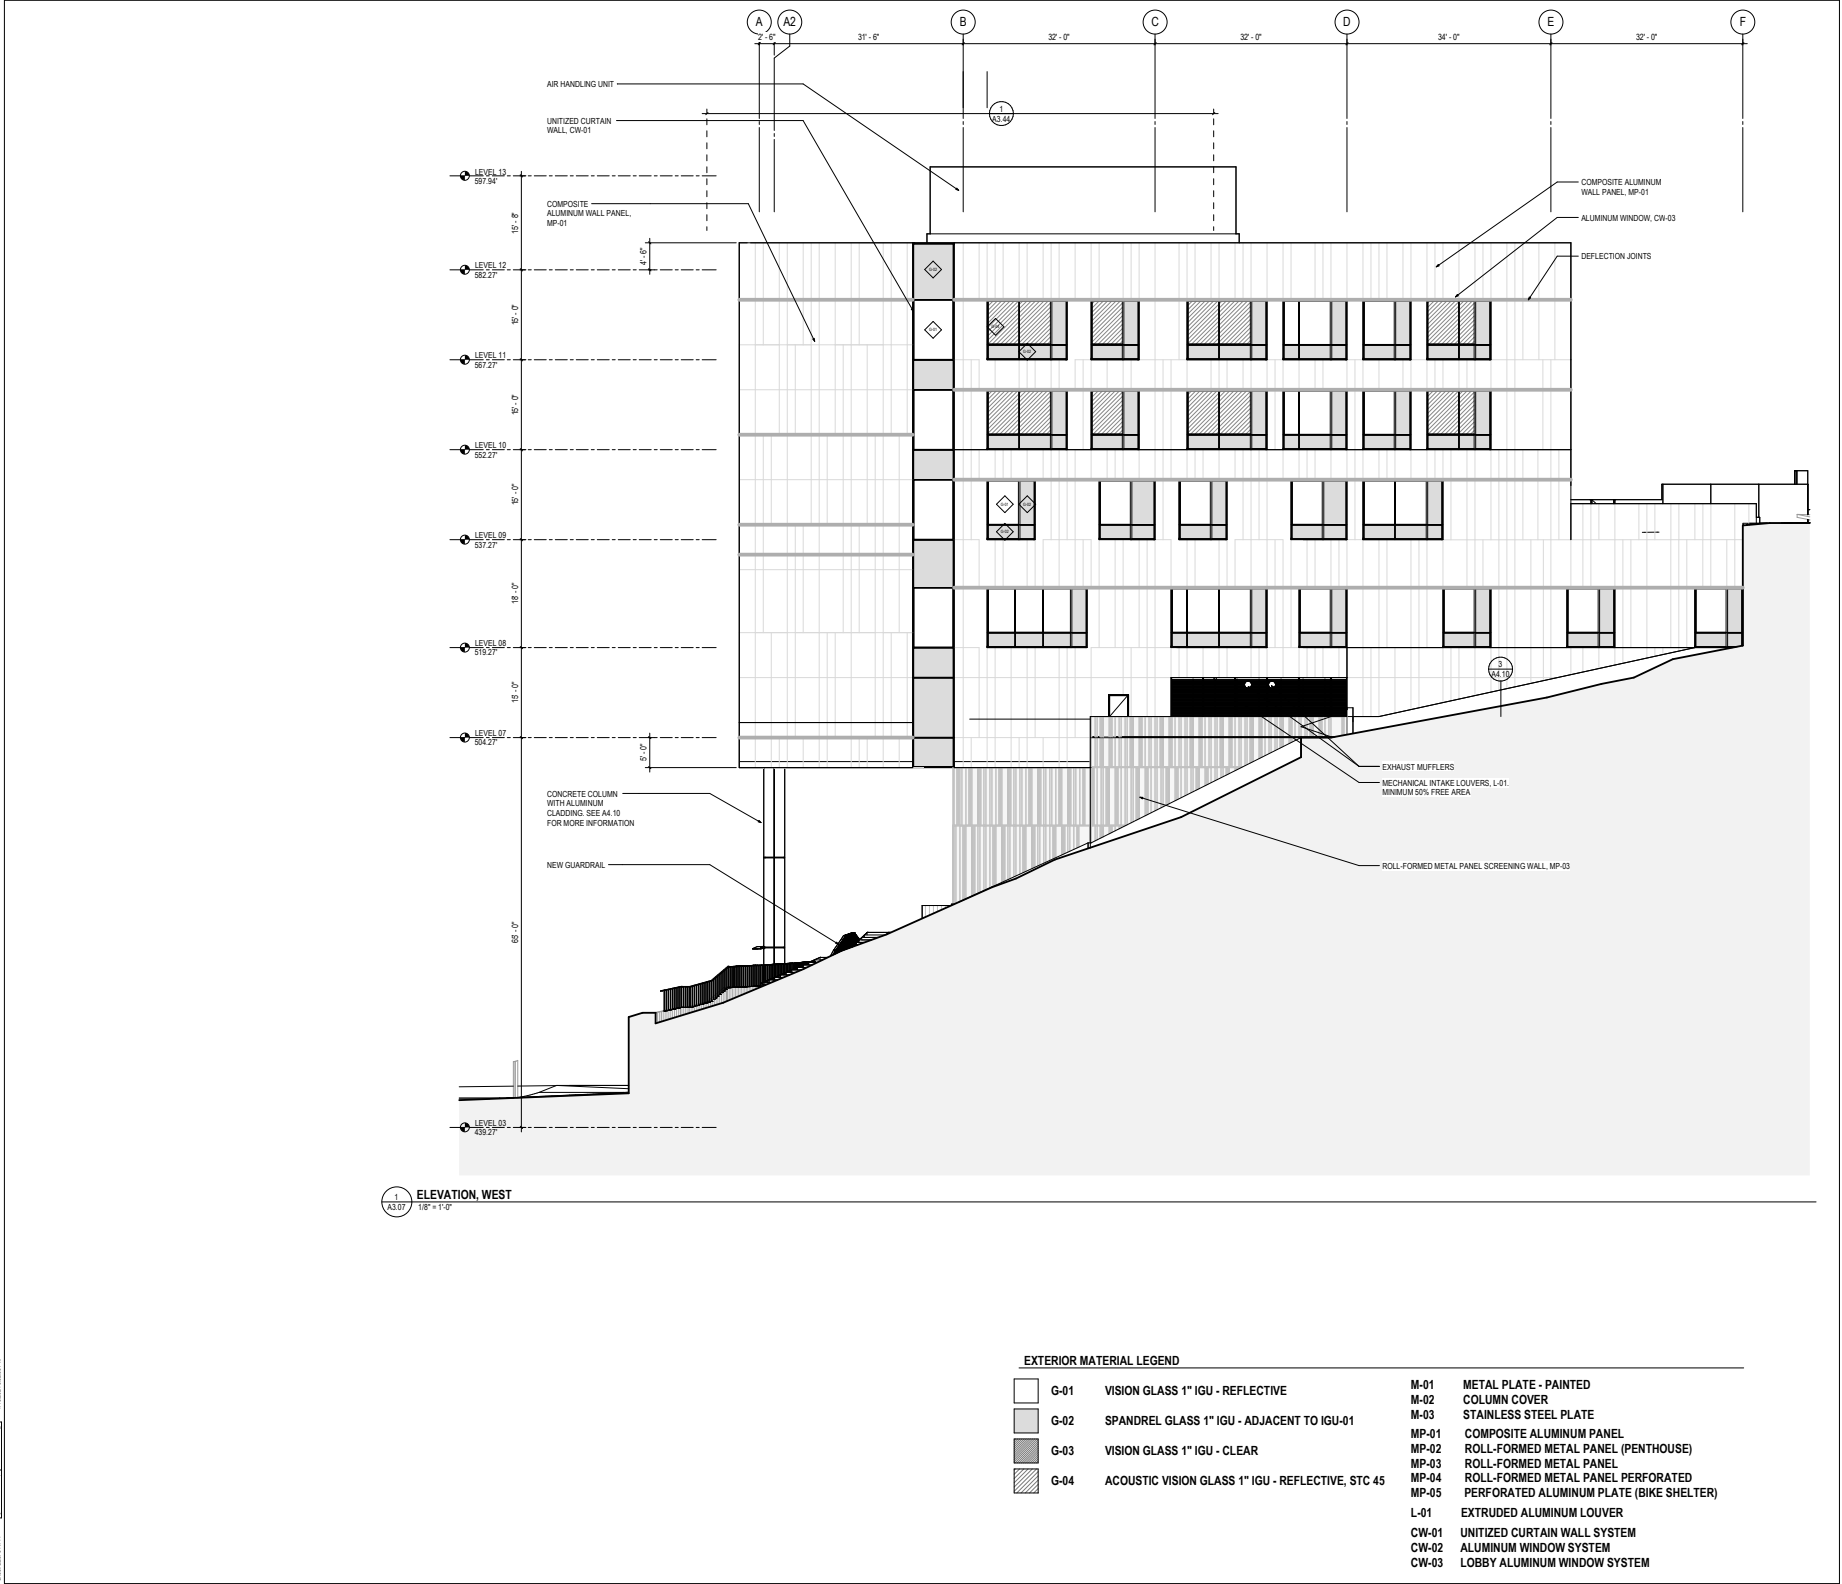 A A2 B C D E F
2' - 6" 31' - 6" 32' - 0" 32' - 0" 34' - 0" 32' - 0"
AIR HANDLING UNIT
1
A3.44
UNITIZED CURTAIN
WALL, CW-01
LEVEL 13
597.94'
COMPOSITE
ALUMINUM WALL PANEL,
MP-01
COMPOSITE ALUMINUM
WALL PANEL, MP-01
ALUMINUM WINDOW, CW-03
DEFLECTION JOINTS
15' - 8"
4' - 6"
LEVEL 12
582.27'
G-02
15' - 0"
G-01
G-04
G-02
LEVEL 11
567.27'
15' - 0"
LEVEL 10
552.27'
15' - 0"
G-01
G-02
G-02
LEVEL 09
537.27'
18' - 0"
LEVEL 08
519.27'
3
A4.10
15' - 0"
LEVEL 07
504.27'
5' - 0"
EXHAUST MUFFLERS
MECHANICAL INTAKE LOUVERS, L-01.
MINIMUM 50% FREE AREA
CONCRETE COLUMN
WITH ALUMINUM
CLADDING. SEE A4.10
FOR MORE INFORMATION
NEW GUARDRAIL
ROLL-FORMED METAL PANEL SCREENING WALL, MP-03
65' - 0"
LEVEL 03
439.27'
1
A3.07
ELEVATION, WEST
1/8" = 1'-0"
EXTERIOR MATERIAL LEGEND
G-01 VISION GLASS 1" IGU - REFLECTIVE
G-02 SPANDREL GLASS 1" IGU - ADJACENT TO IGU-01
G-03 VISION GLASS 1" IGU - CLEAR
G-04 ACOUSTIC VISION GLASS 1" IGU - REFLECTIVE, STC 45
M-01 METAL PLATE - PAINTED
M-02 COLUMN COVER
M-03 STAINLESS STEEL PLATE
MP-01 COMPOSITE ALUMINUM PANEL
MP-02 ROLL-FORMED METAL PANEL (PENTHOUSE)
MP-03 ROLL-FORMED METAL PANEL
MP-04 ROLL-FORMED METAL PANEL PERFORATED
MP-05 PERFORATED ALUMINUM PLATE (BIKE SHELTER)
L-01 EXTRUDED ALUMINUM LOUVER
CW-01 UNITIZED CURTAIN WALL SYSTEM
CW-02 ALUMINUM WINDOW SYSTEM
CW-03 LOBBY ALUMINUM WINDOW SYSTEM